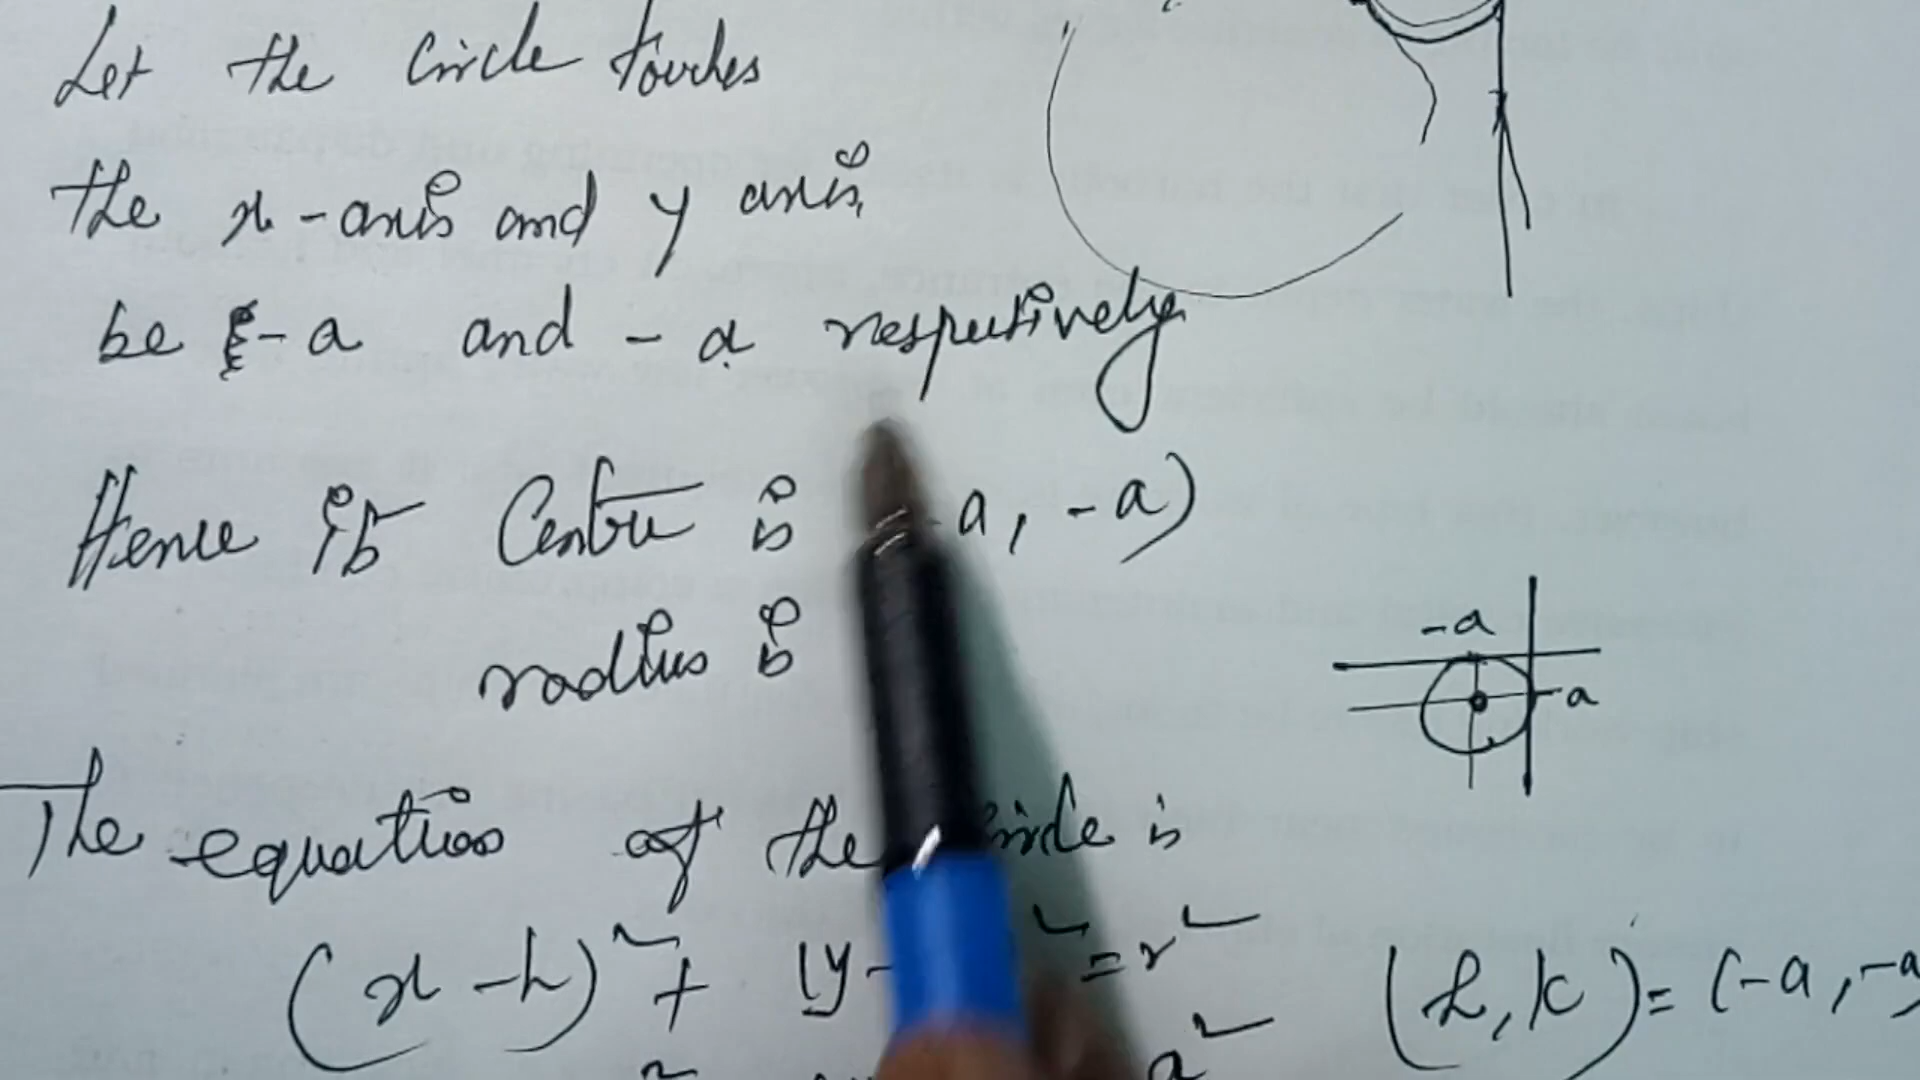 Let the Circle touches
the x-axis and y axis,
be -a and -a respectively
Hence its Centre is -a, -a)
radius is
-a
-a
The equation of the circle is
(x-h)² + (y- ² = r² (h, k) = (-a, -a
a²